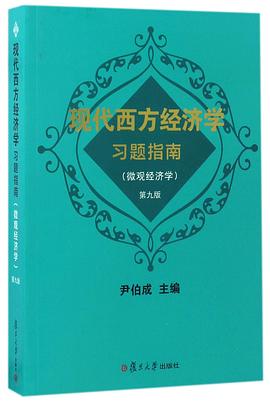 现代西方经济学
习题指南
（微观经济学）
第九版
尹伯成 主编
复旦大学出版社
现代西方经济学 习题指南（微观经济学） 第九版